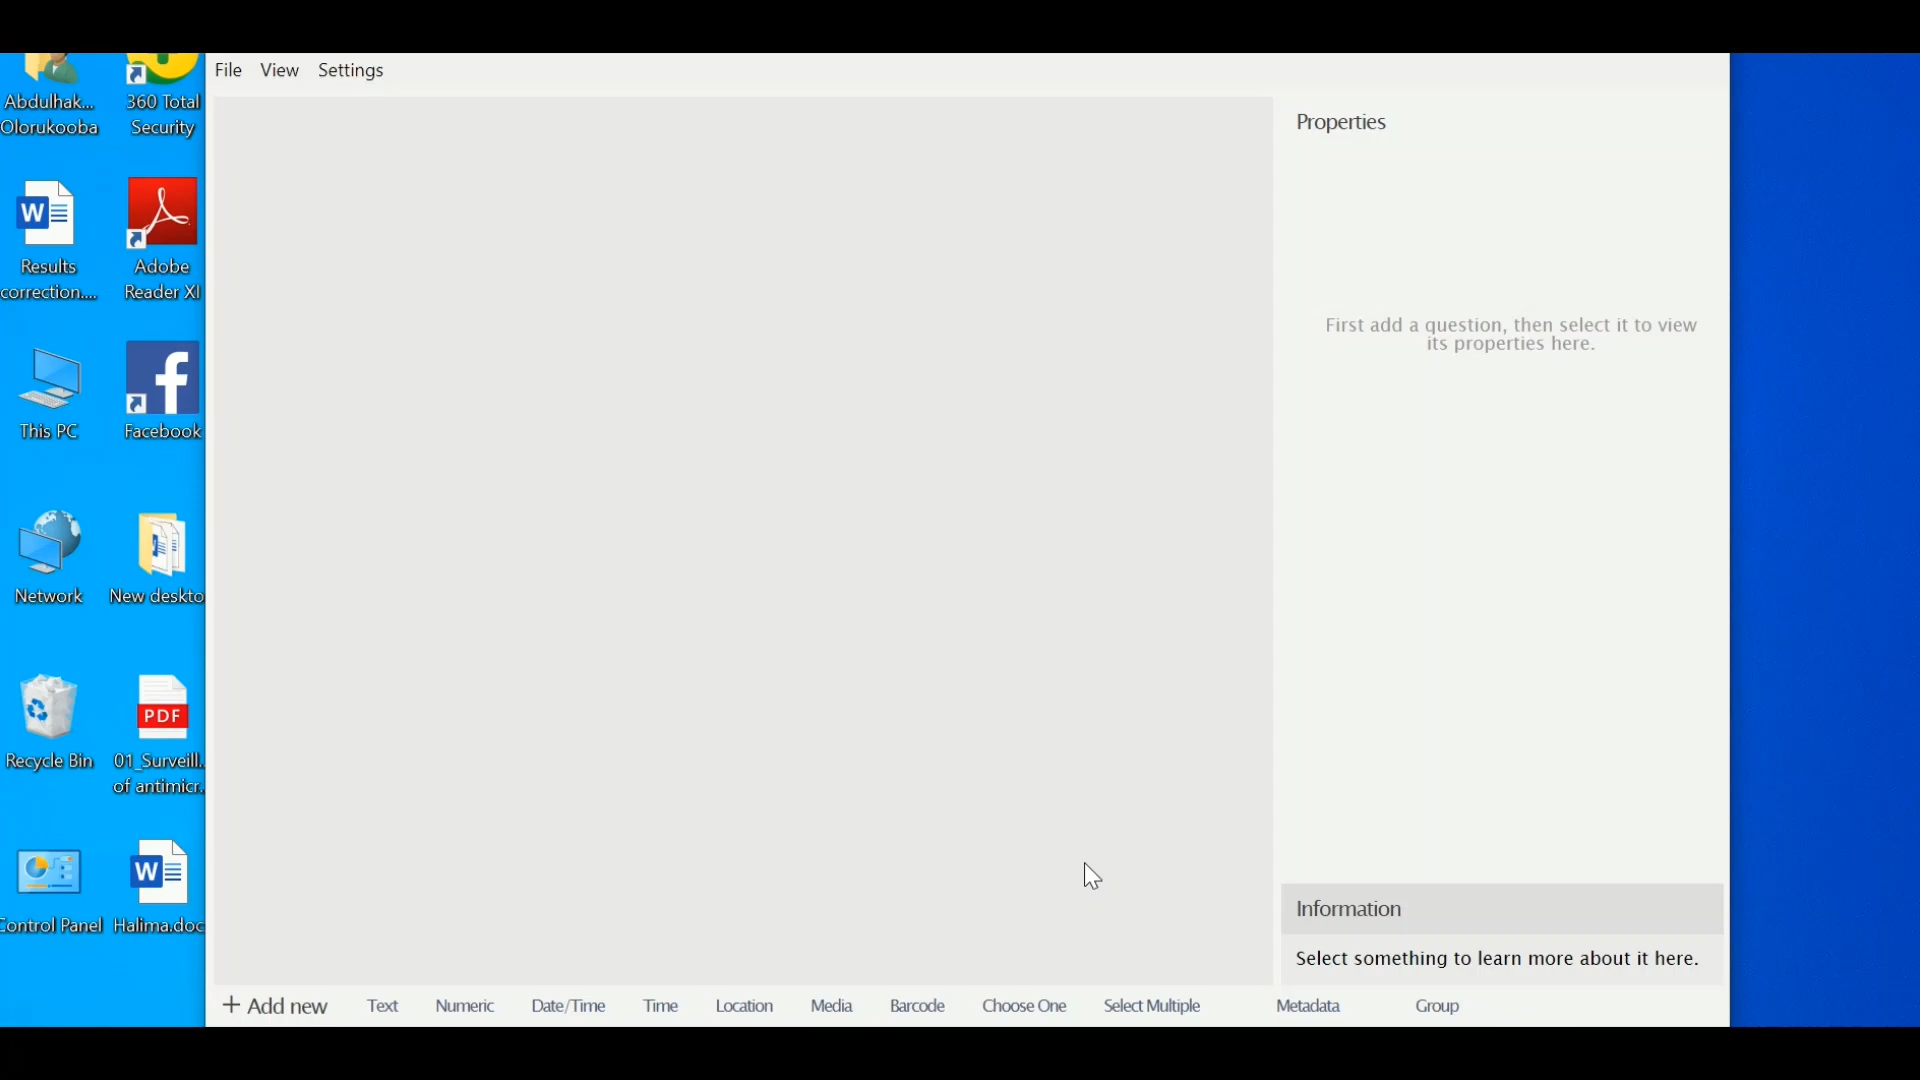 File View Settings
Abdulhak...
Olorukooba
360 Total
Security
Results
correction....
Adobe
Reader XI
This PC
Facebook
Network
New deskto
Recycle Bin
PDF
01_Surveill...
of antimicr...
Control Panel
Halima.doc
Properties
First add a question, then select it to view
its properties here.
Information
Select something to learn more about it here.
+ Add new Text Numeric Date/Time Time Location Media Barcode Choose One Select Multiple Metadata Group